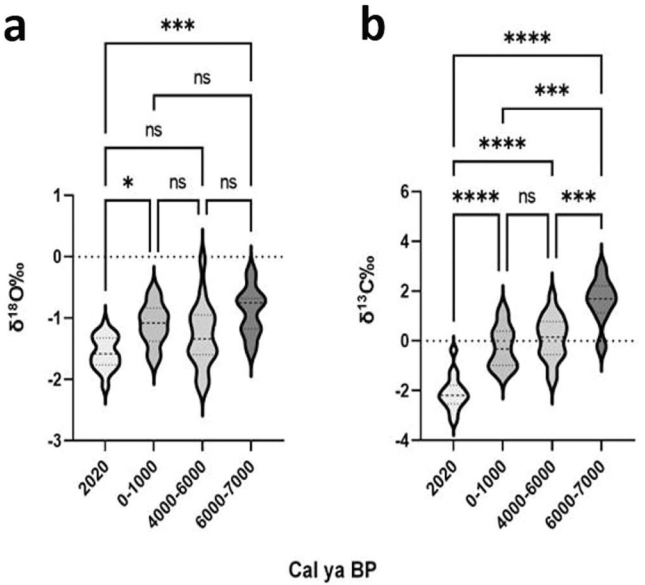 a
***
ns
ns
* ns ns
1
0
-1
-2
-3
δ¹⁸O‰
2020
0-1000
4000-6000
6000-7000
b
****
***
****
**** ns ***
6
4
2
0
-2
-4
δ¹³C‰
2020
0-1000
4000-6000
6000-7000
Cal ya BP